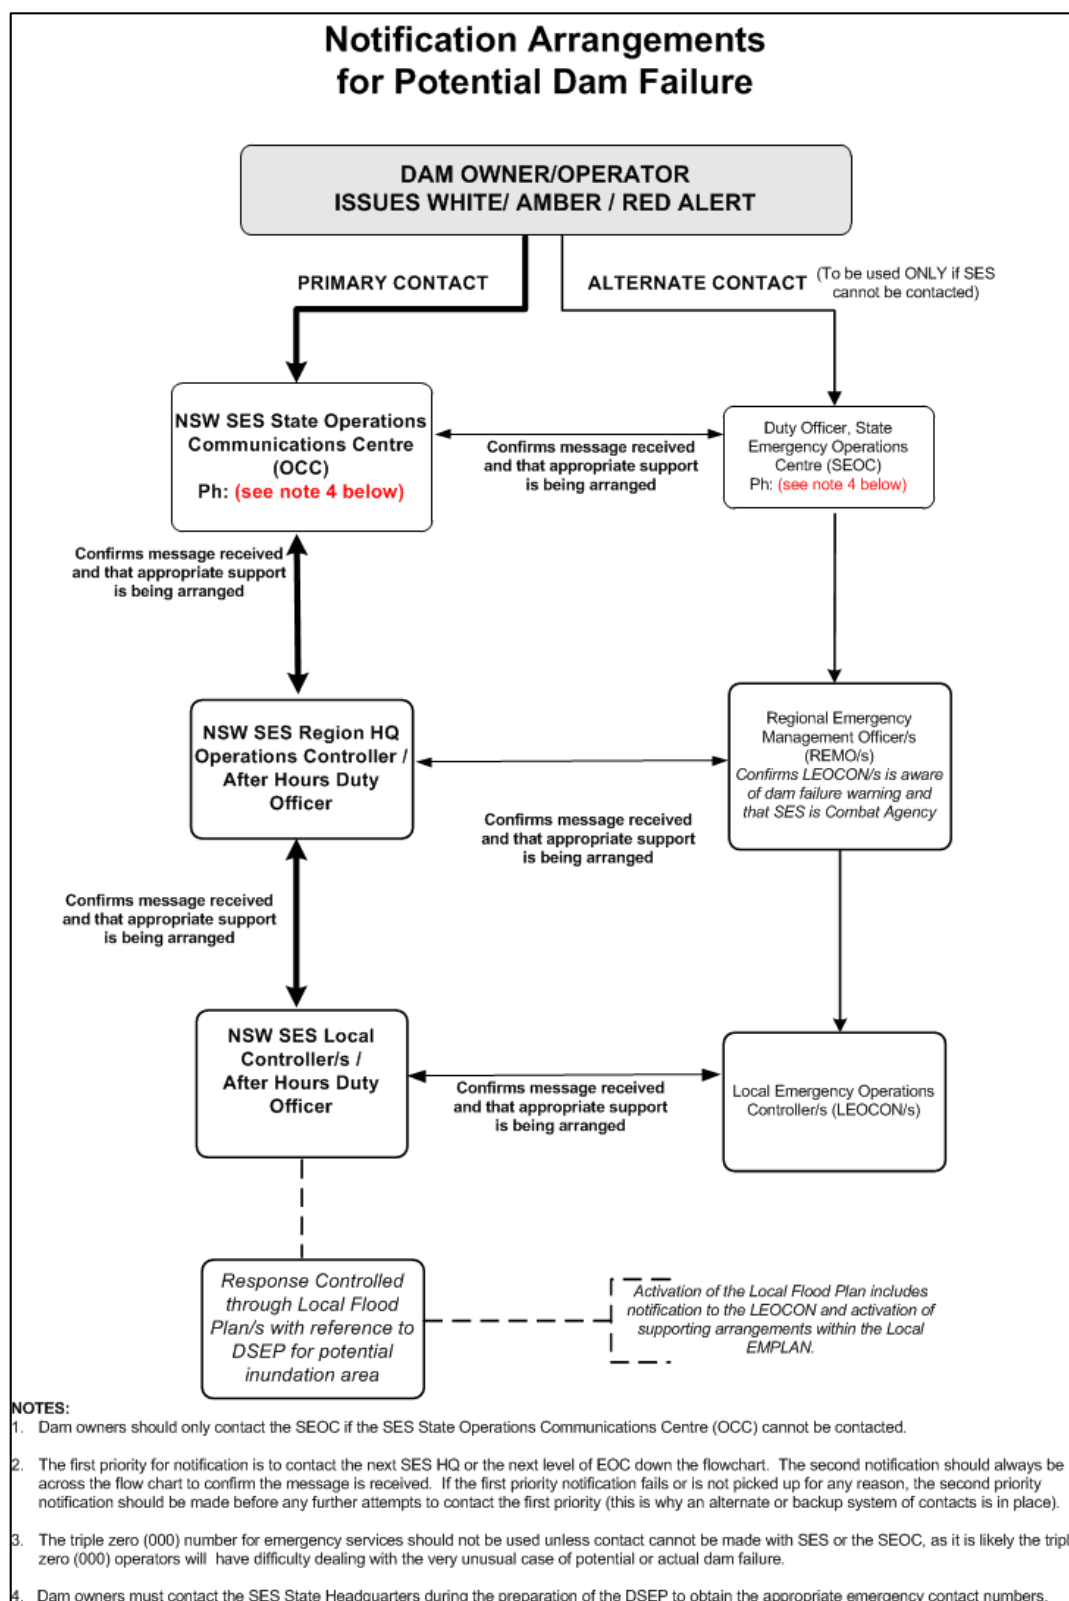 Notification Arrangements
for Potential Dam Failure
DAM OWNER/OPERATOR
ISSUES WHITE/ AMBER / RED ALERT
PRIMARY CONTACT
ALTERNATE CONTACT
(To be used ONLY if SES
cannot be contacted)
NSW SES State Operations
Communications Centre
(OCC)
Ph: (see note 4 below)
Confirms message received
and that appropriate support
is being arranged
Duty Officer, State
Emergency Operations
Centre (SEOC)
Ph: (see note 4 below)
Confirms message received
and that appropriate support
is being arranged
NSW SES Region HQ
Operations Controller /
After Hours Duty
Officer
Regional Emergency
Management Officer/s
(REMO/s)
Confirms LEOCON/s is aware
of dam failure warning and
that SES is Combat Agency
Confirms message received
and that appropriate support
is being arranged
Confirms message received
and that appropriate support
is being arranged
NSW SES Local
Controller/s /
After Hours Duty
Officer
Confirms message received
and that appropriate support
is being arranged
Local Emergency Operations
Controller/s (LEOCON/s)
Response Controlled
through Local Flood
Plan/s with reference to
DSEP for potential
inundation area
Activation of the Local Flood Plan includes
notification to the LEOCON and activation of
supporting arrangements within the Local
EMPLAN.
NOTES:
1. Dam owners should only contact the SEOC if the SES State Operations Communications Centre (OCC) cannot be contacted.
2. The first priority for notification is to contact the next SES HQ or the next level of EOC down the flowchart. The second notification should always be
across the flow chart to confirm the message is received. If the first priority notification fails or is not picked up for any reason, the second priority
notification should be made before any further attempts to contact the first priority (this is why an alternate or backup system of contacts is in place).
3. The triple zero (000) number for emergency services should not be used unless contact cannot be made with SES or the SEOC, as it is likely the tripl
zero (000) operators will have difficulty dealing with the very unusual case of potential or actual dam failure.
4. Dam owners must contact the SES State Headquarters during the preparation of the DSEP to obtain the appropriate emergency contact numbers.